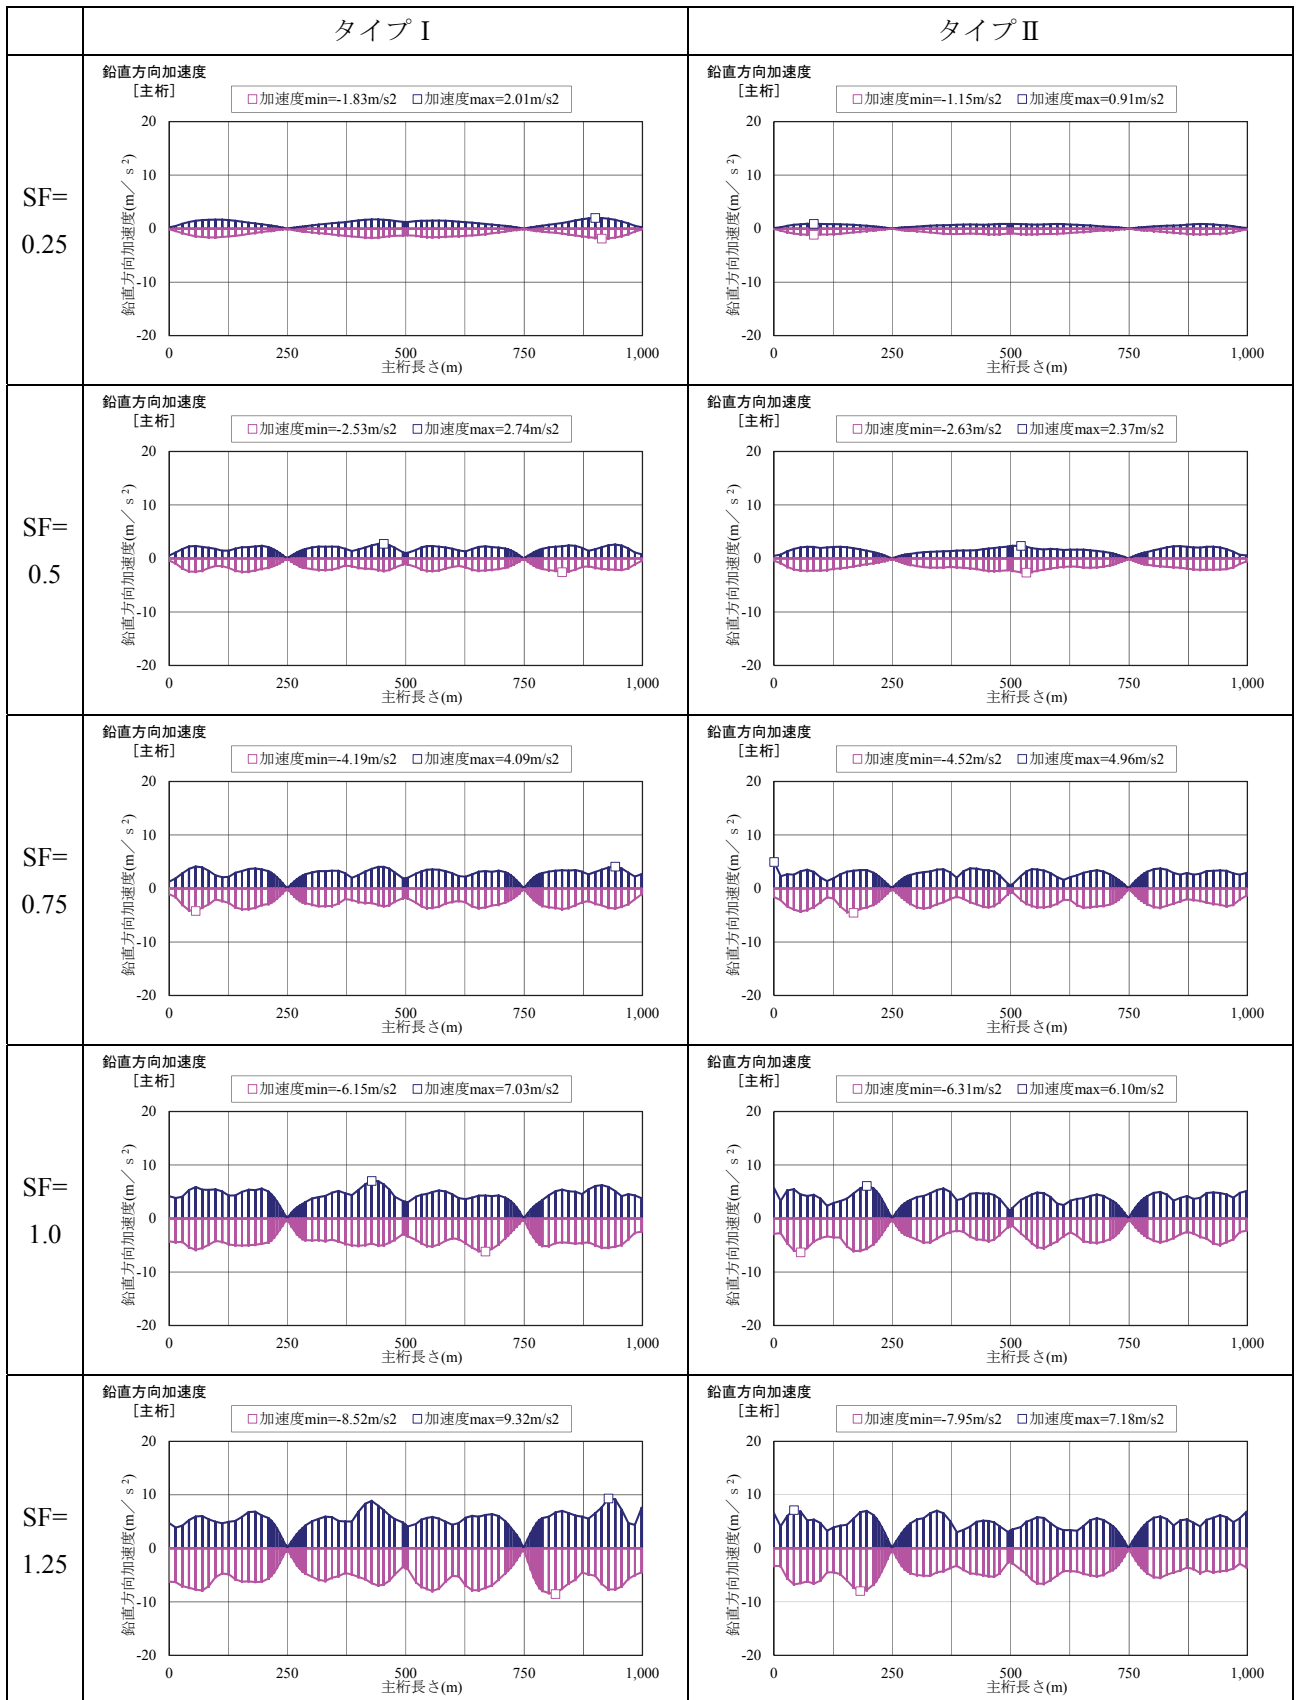 タイプ Ⅰ
タイプ Ⅱ
SF=
0.25
鉛直方向加速度
[主桁]
□加速度min=-1.83m/s2 □加速度max=2.01m/s2
鉛直方向加速度(m／ｓ²)
20
10
0
-10
-20
0 250 500 750 1,000
主桁長さ(m)
鉛直方向加速度
[主桁]
□加速度min=-1.15m/s2 □加速度max=0.91m/s2
鉛直方向加速度(m／ｓ²)
20
10
0
-10
-20
0 250 500 750 1,000
主桁長さ(m)
SF=
0.5
鉛直方向加速度
[主桁]
□加速度min=-2.53m/s2 □加速度max=2.74m/s2
鉛直方向加速度(m／ｓ²)
20
10
0
-10
-20
0 250 500 750 1,000
主桁長さ(m)
鉛直方向加速度
[主桁]
□加速度min=-2.63m/s2 □加速度max=2.37m/s2
鉛直方向加速度(m／ｓ²)
20
10
0
-10
-20
0 250 500 750 1,000
主桁長さ(m)
SF=
0.75
鉛直方向加速度
[主桁]
□加速度min=-4.19m/s2 □加速度max=4.09m/s2
鉛直方向加速度(m／ｓ²)
20
10
0
-10
-20
0 250 500 750 1,000
主桁長さ(m)
鉛直方向加速度
[主桁]
□加速度min=-4.52m/s2 □加速度max=4.96m/s2
鉛直方向加速度(m／ｓ²)
20
10
0
-10
-20
0 250 500 750 1,000
主桁長さ(m)
SF=
1.0
鉛直方向加速度
[主桁]
□加速度min=-6.15m/s2 □加速度max=7.03m/s2
鉛直方向加速度(m／ｓ²)
20
10
0
-10
-20
0 250 500 750 1,000
主桁長さ(m)
鉛直方向加速度
[主桁]
□加速度min=-6.31m/s2 □加速度max=6.10m/s2
鉛直方向加速度(m／ｓ²)
20
10
0
-10
-20
0 250 500 750 1,000
主桁長さ(m)
SF=
1.25
鉛直方向加速度
[主桁]
□加速度min=-8.52m/s2 □加速度max=9.32m/s2
鉛直方向加速度(m／ｓ²)
20
10
0
-10
-20
0 250 500 750 1,000
主桁長さ(m)
鉛直方向加速度
[主桁]
□加速度min=-7.95m/s2 □加速度max=7.18m/s2
鉛直方向加速度(m／ｓ²)
20
10
0
-10
-20
0 250 500 750 1,000
主桁長さ(m)